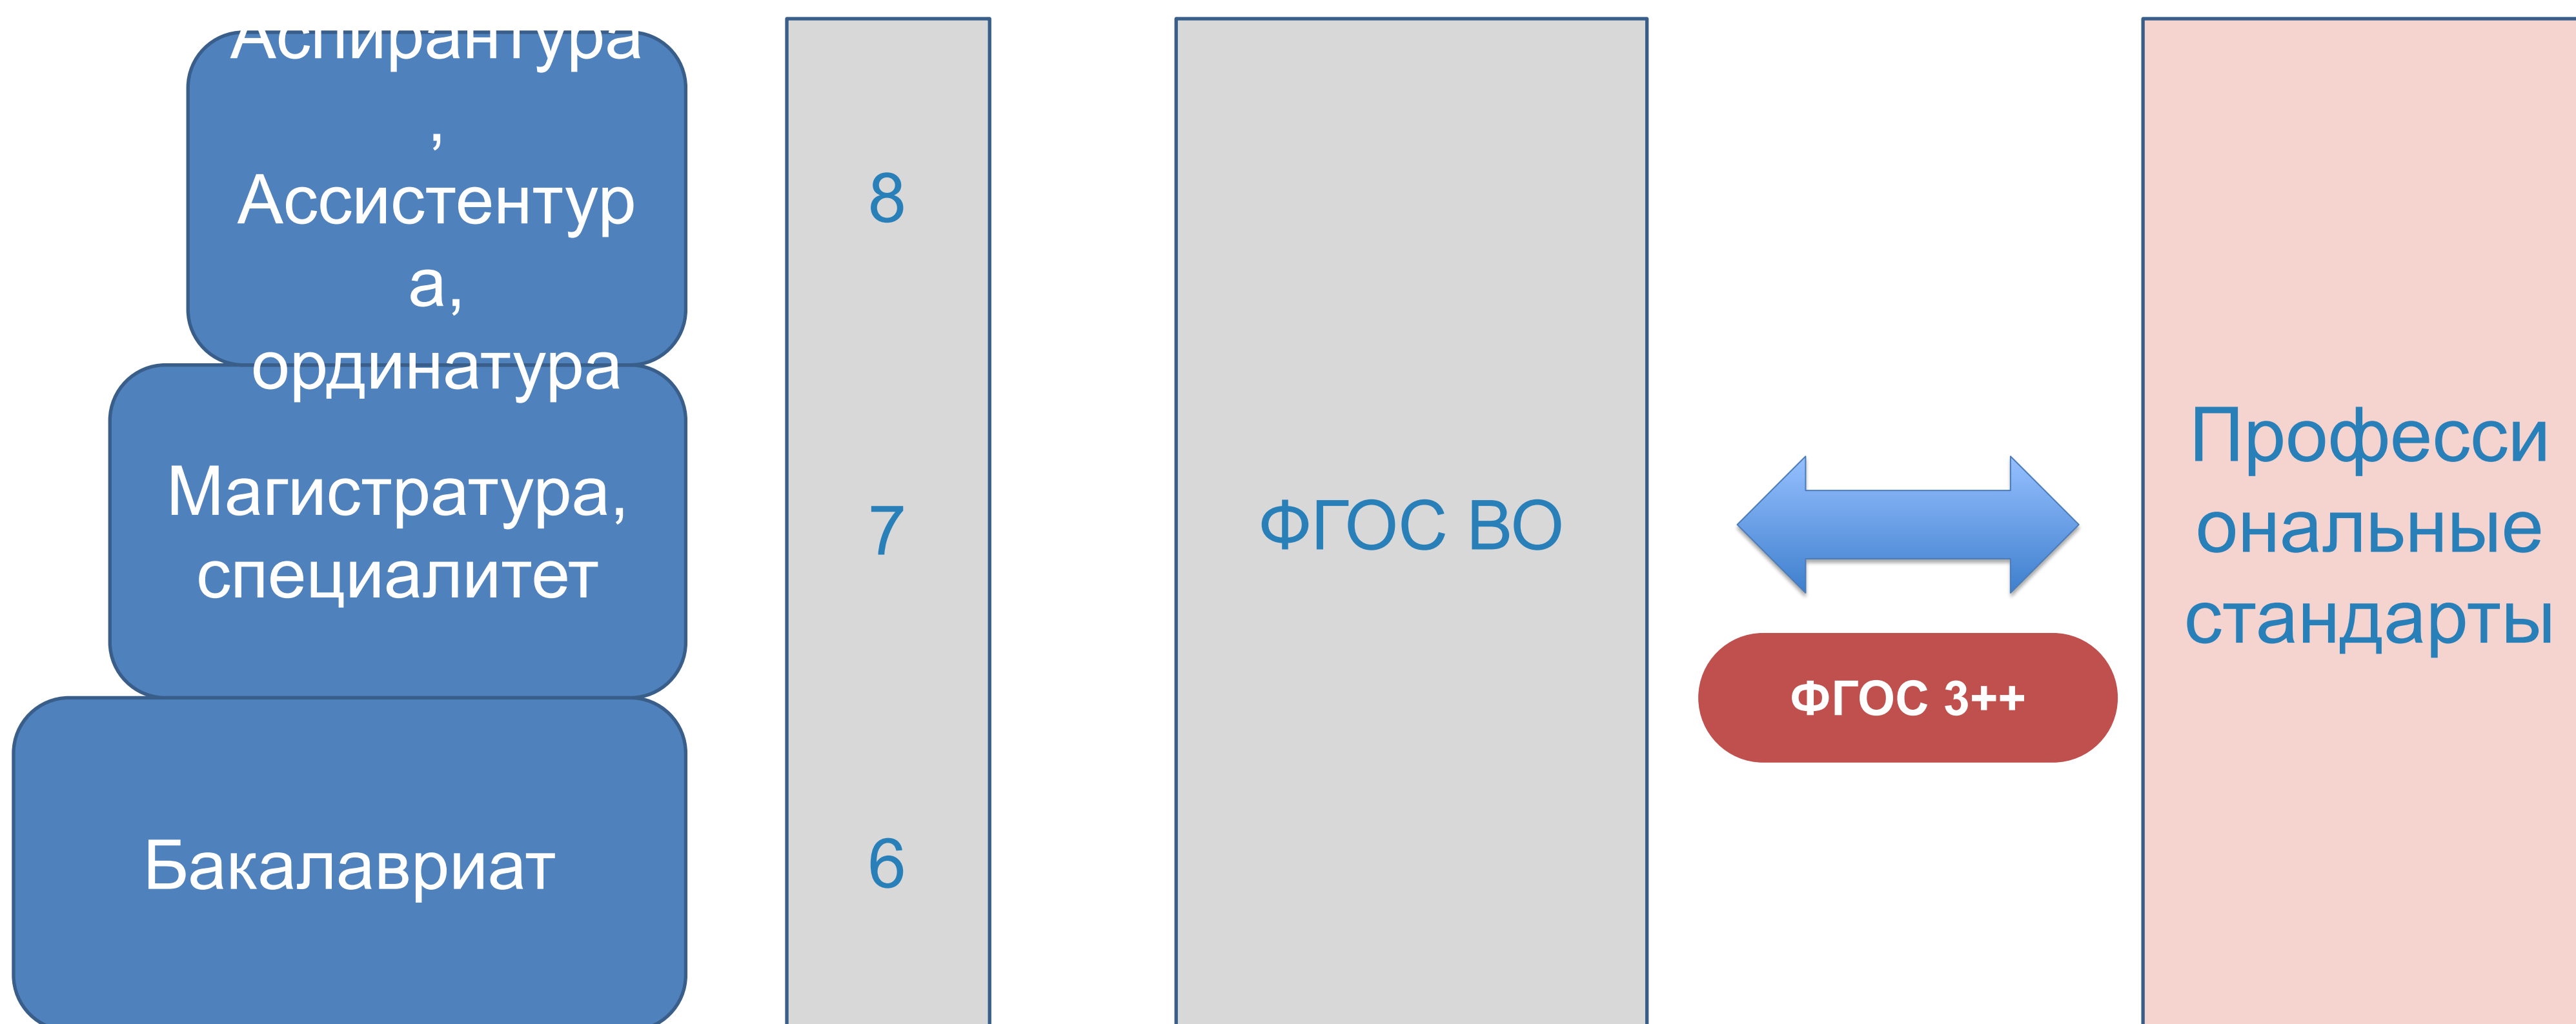 Аспирантура
,
Ассистентур
а,
ординатура
Магистратура,
специалитет
Бакалавриат
8
7
6
ФГОС ВО
ФГОС 3++
Професси
ональные
стандарты